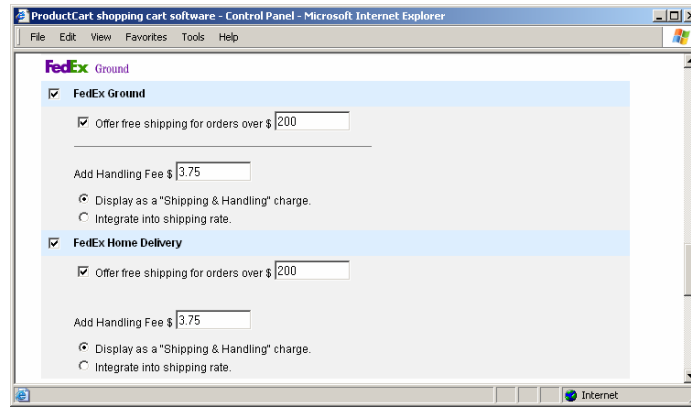 ProductCart shopping cart software - Control Panel - Microsoft Internet Explorer
File Edit View Favorites Tools Help
FedEx Ground
FedEx Ground
Offer free shipping for orders over $ 200
Add Handling Fee $ 3.75
Display as a "Shipping & Handling" charge.
Integrate into shipping rate.
FedEx Home Delivery
Offer free shipping for orders over $ 200
Add Handling Fee $ 3.75
Display as a "Shipping & Handling" charge.
Integrate into shipping rate.
Internet